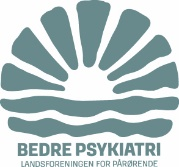 BEDRE PSYKIATRI
LANDSFORENINGEN FOR PÅRØRENDE